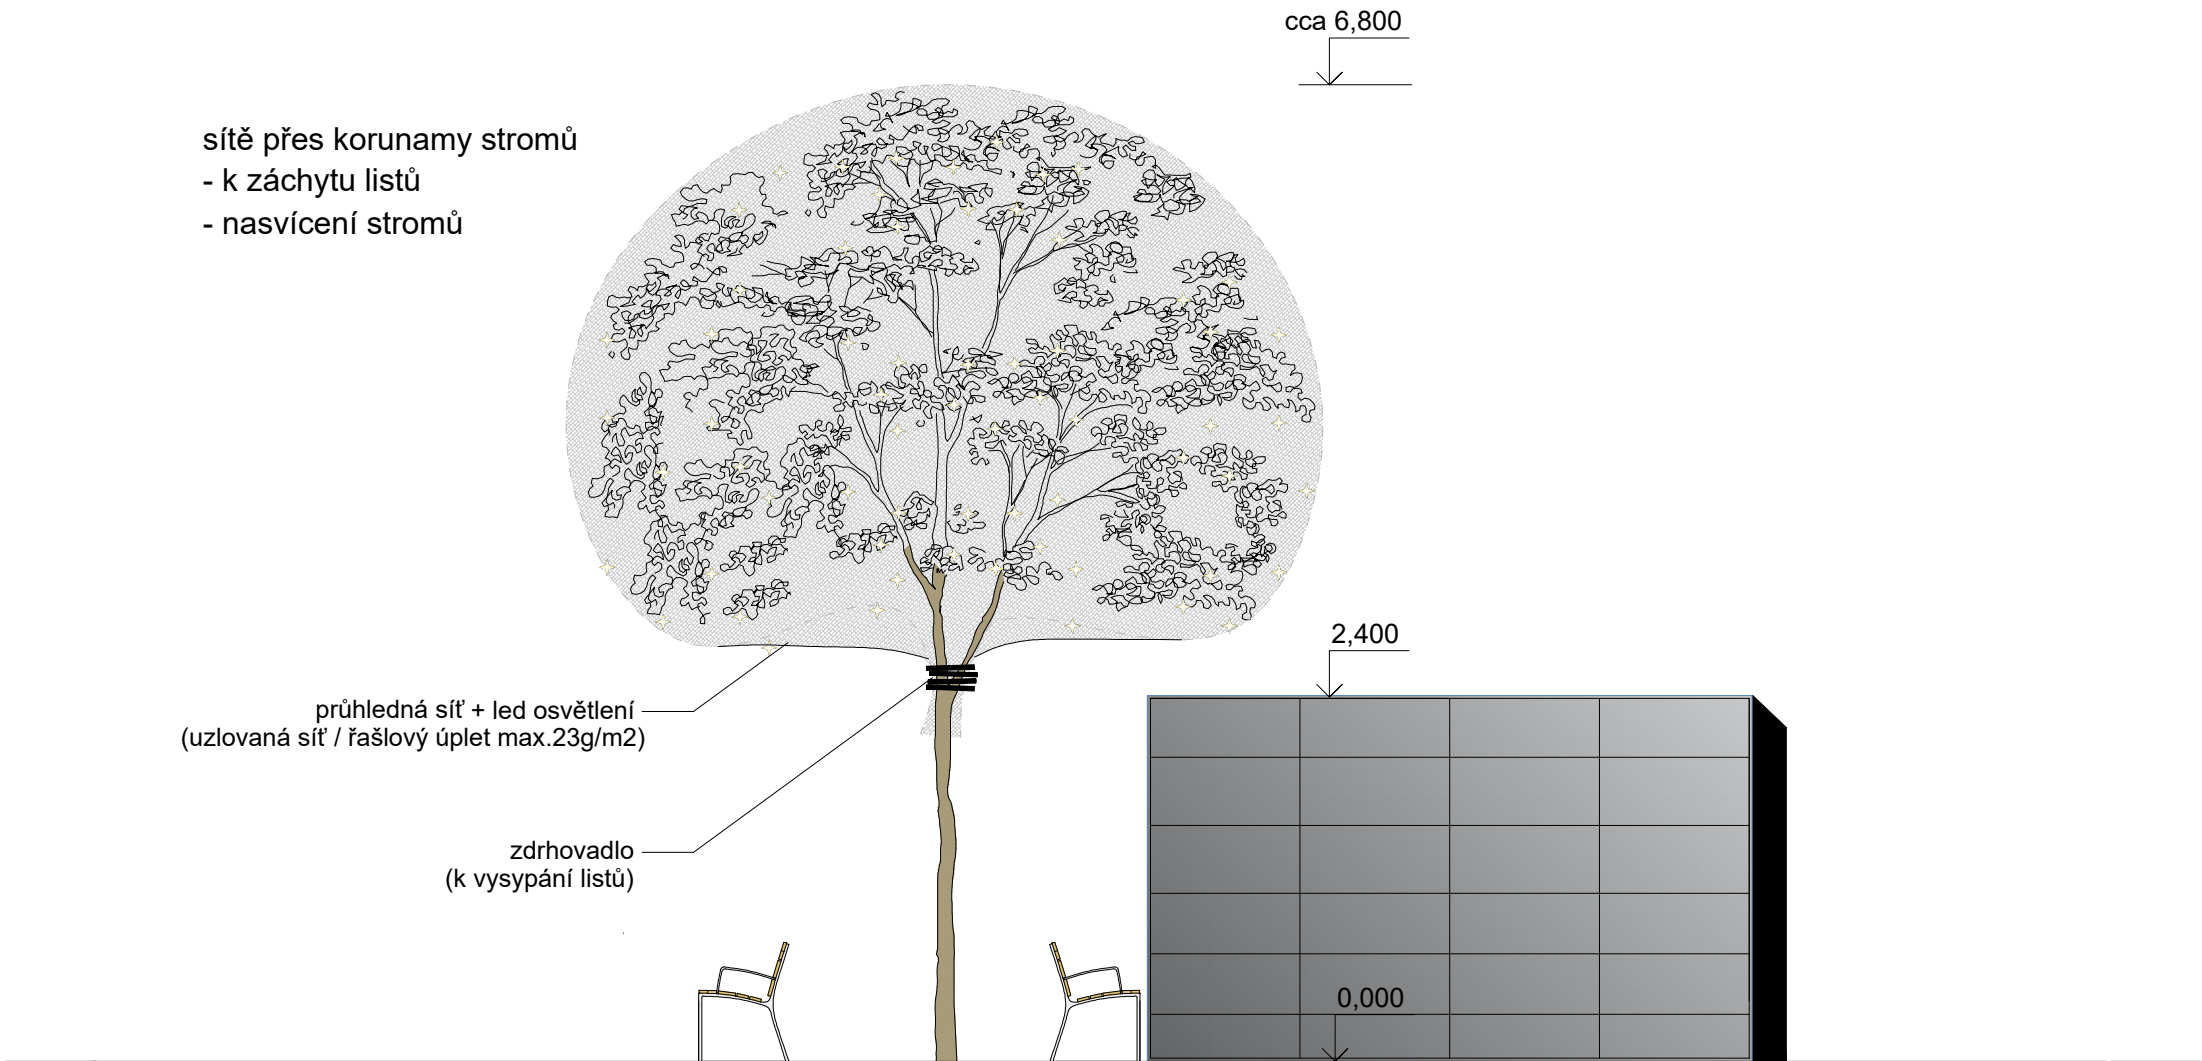 cca 6,800
sítě přes korunamy stromů
- k záchytu listů
- nasvícení stromů
2,400
průhledná síť + led osvětlení
(uzlovaná síť / řašlový úplet max.23g/m2)
zdrhovadlo
(k vysypání listů)
0,000